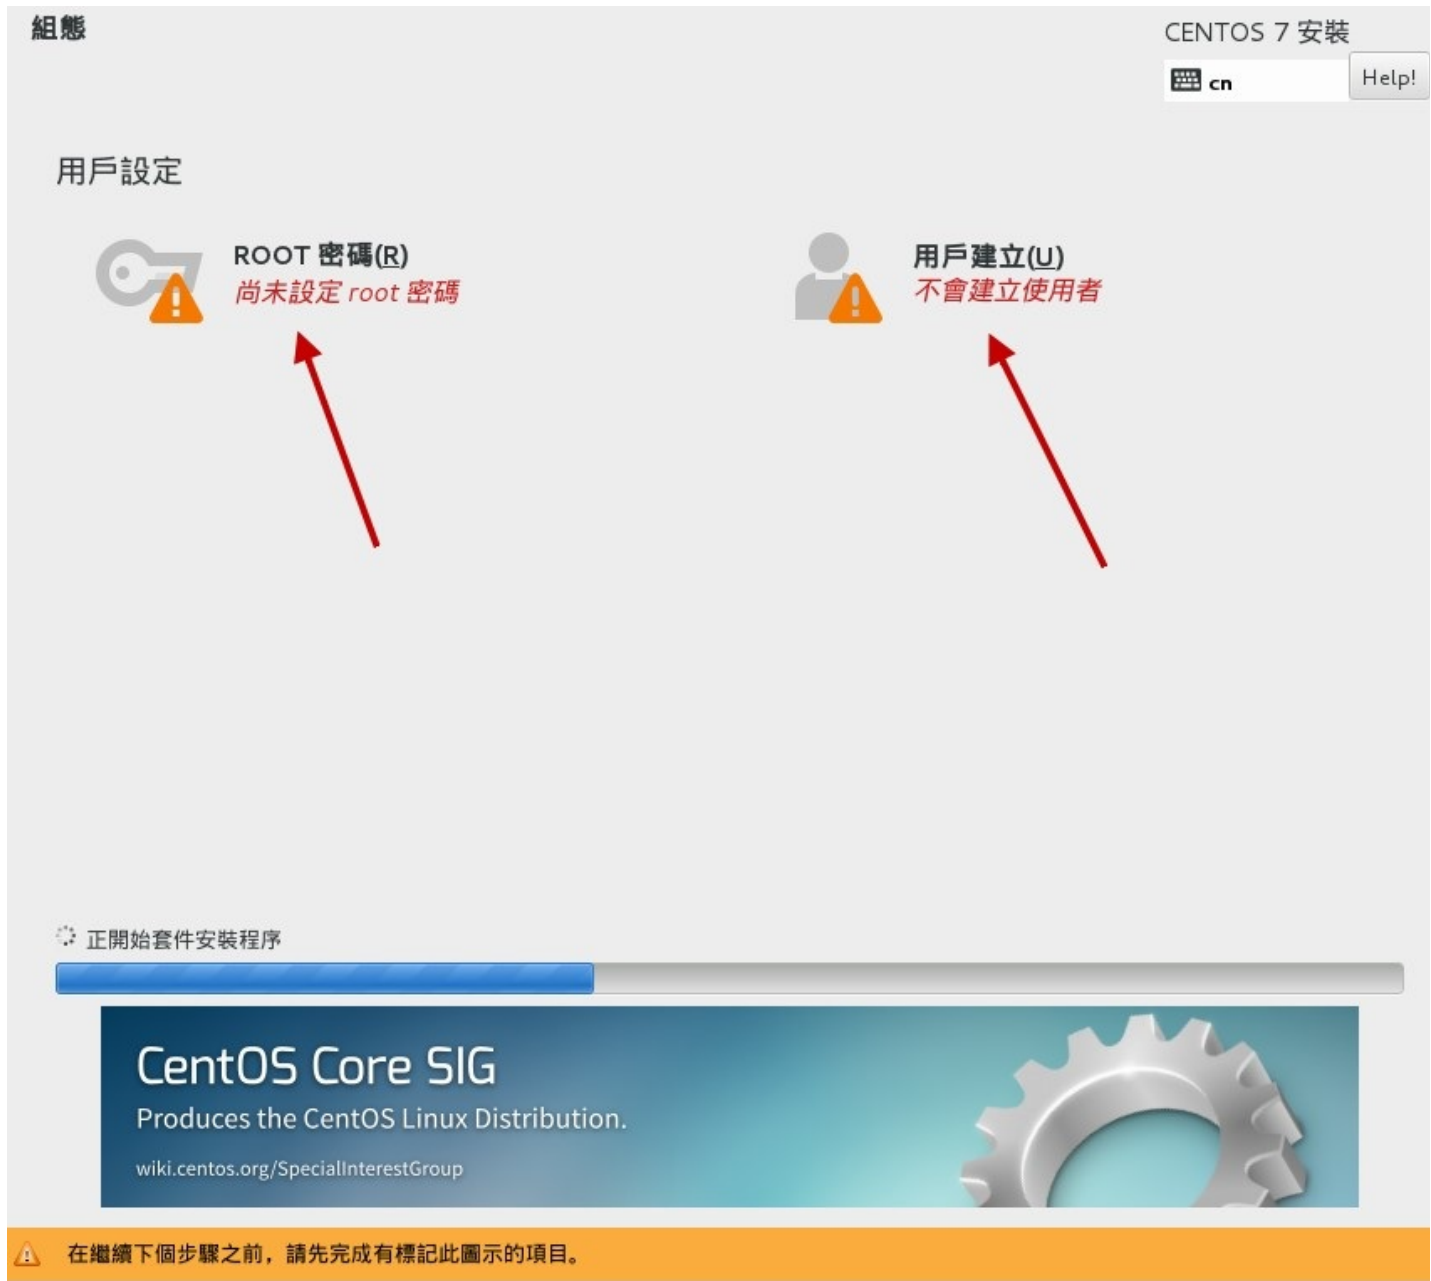 組態
CENTOS 7 安裝
cn
Help!
用戶設定
ROOT 密碼(R)
尚未設定 root 密碼
用戶建立(U)
不會建立使用者
正開始套件安裝程序
CentOS Core SIG
Produces the CentOS Linux Distribution.
wiki.centos.org/SpecialInterestGroup
在繼續下個步驟之前，請先完成有標記此圖示的項目。